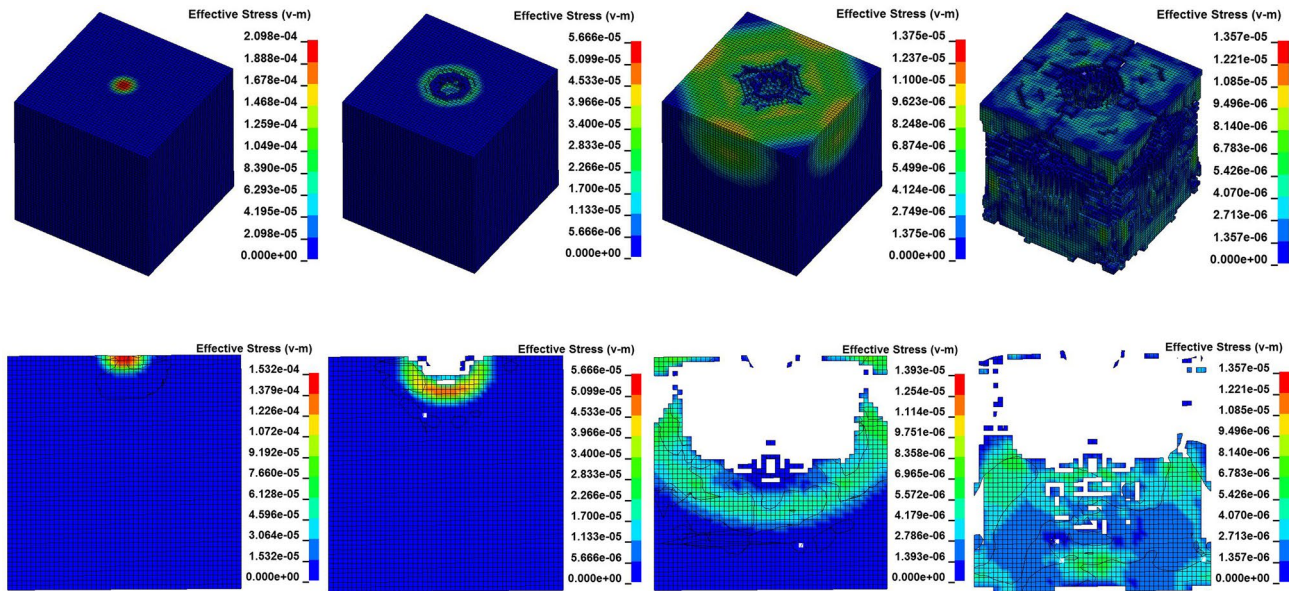 Effective Stress (v-m)
2.098e-04
1.888e-04
1.678e-04
1.468e-04
1.259e-04
1.049e-04
8.390e-05
6.293e-05
4.195e-05
2.098e-05
0.000e+00
Effective Stress (v-m)
5.666e-05
5.099e-05
4.533e-05
3.966e-05
3.400e-05
2.833e-05
2.266e-05
1.700e-05
1.133e-05
5.666e-06
0.000e+00
Effective Stress (v-m)
1.375e-05
1.237e-05
1.100e-05
9.623e-06
8.248e-06
6.874e-06
5.499e-06
4.124e-06
2.749e-06
1.375e-06
0.000e+00
Effective Stress (v-m)
1.357e-05
1.221e-05
1.085e-05
9.496e-06
8.140e-06
6.783e-06
5.426e-06
4.070e-06
2.713e-06
1.357e-06
0.000e+00
Effective Stress (v-m)
1.532e-04
1.379e-04
1.226e-04
1.072e-04
9.192e-05
7.660e-05
6.128e-05
4.596e-05
3.064e-05
1.532e-05
0.000e+00
Effective Stress (v-m)
5.666e-05
5.099e-05
4.533e-05
3.966e-05
3.400e-05
2.833e-05
2.266e-05
1.700e-05
1.133e-05
5.666e-06
0.000e+00
Effective Stress (v-m)
1.393e-05
1.254e-05
1.114e-05
9.751e-06
8.358e-06
6.965e-06
5.572e-06
4.179e-06
2.786e-06
1.393e-06
0.000e+00
Effective Stress (v-m)
1.357e-05
1.221e-05
1.085e-05
9.496e-06
8.140e-06
6.783e-06
5.426e-06
4.070e-06
2.713e-06
1.357e-06
0.000e+00